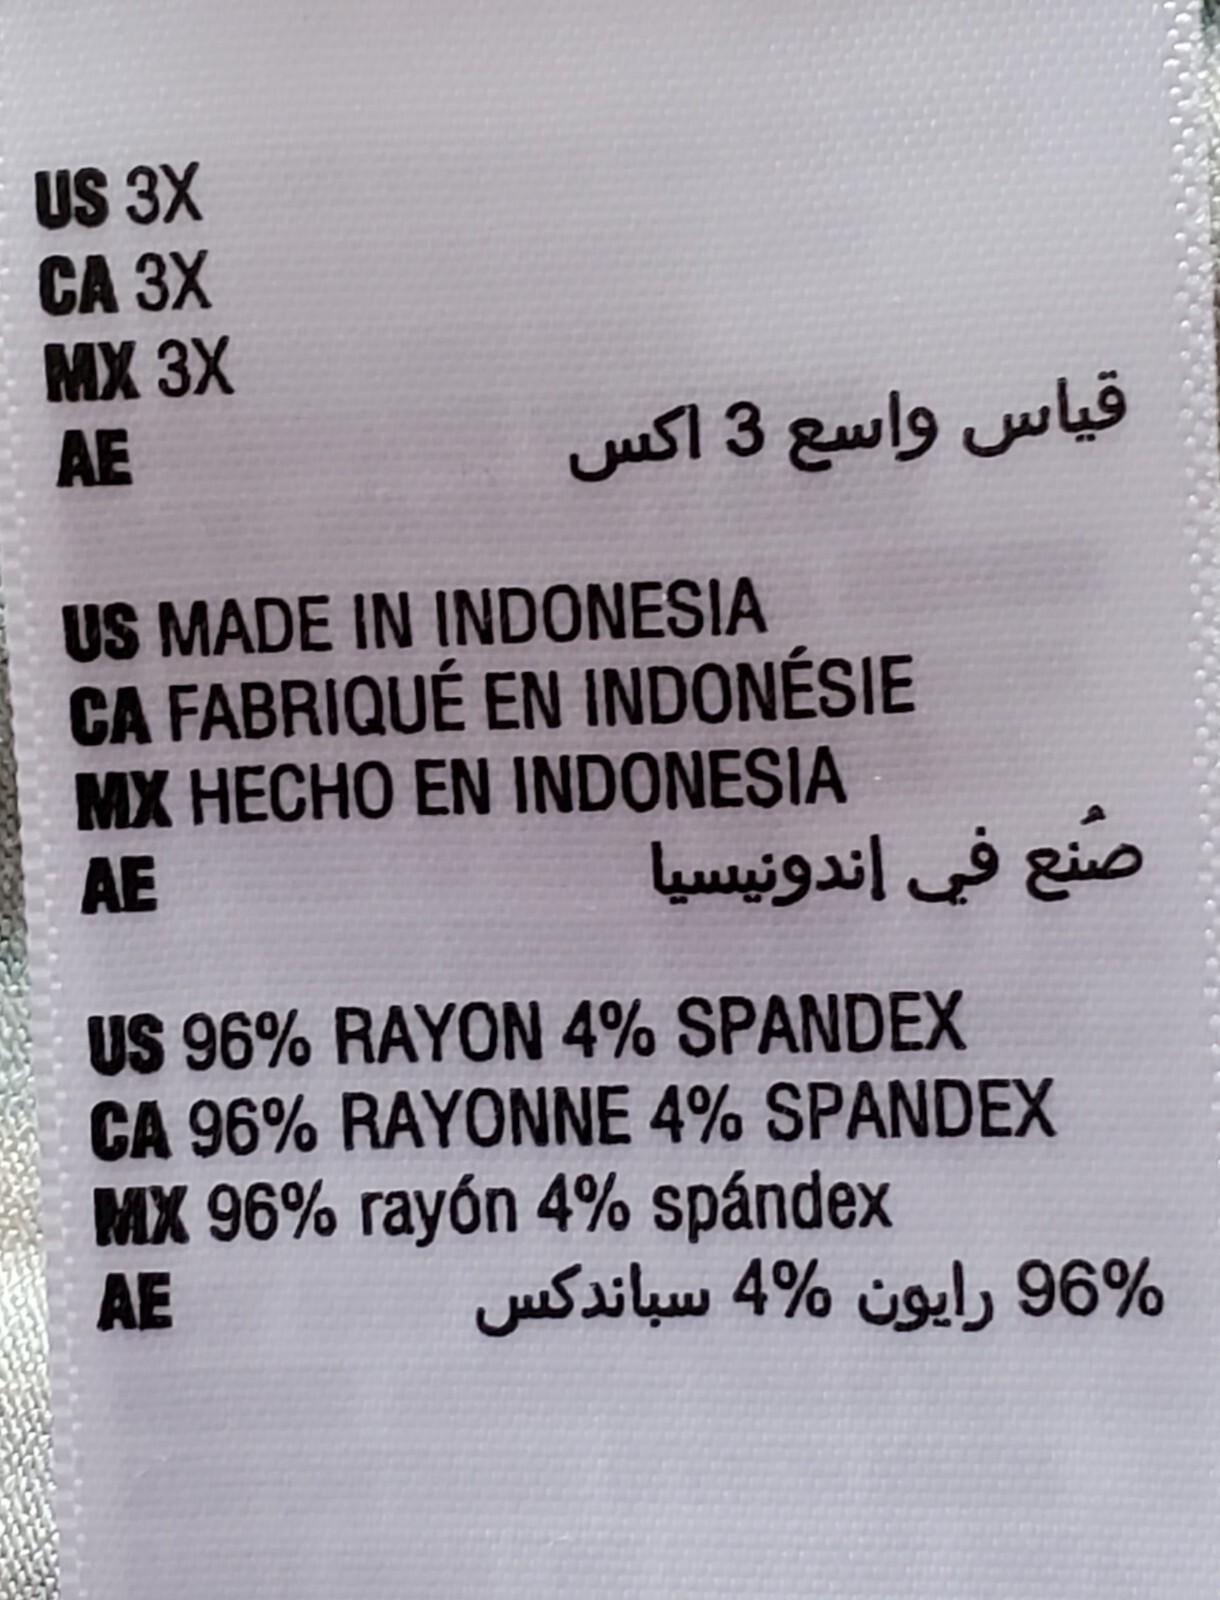 US 3X
CA 3X
MX 3X
AE قياس واسع 3 اكس
US MADE IN INDONESIA
CA FABRIQUÉ EN INDONÉSIE
MX HECHO EN INDONESIA
AE صُنع في إندونيسيا
US 96% RAYON 4% SPANDEX
CA 96% RAYONNE 4% SPANDEX
MX 96% rayón 4% spándex
AE 96% رايون 4% سباندكس